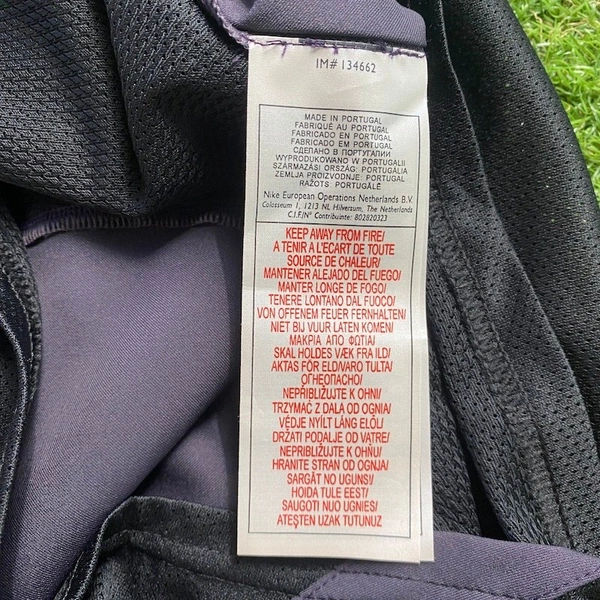 IM# 134662
MADE IN PORTUGAL
FABRIQUÉ AU PORTUGAL
FABRICADO EN PORTUGAL
FABRICADO EM PORTUGAL
СДЕЛАНО В ПОРТУГАЛИИ
WYPRODUKOWANO W PORTUGALII
SZÁRMAZÁSI ORSZÁG: PORTUGÁLIA
ZEMLJA PROIZVODNJE: PORTUGAL
RAŽOTS: PORTUGĀLĒ
Nike European Operations Netherlands B.V.
Colosseum 1, 1213 NL Hilversum, The Netherlands
C.I.F/Nº Contribuinte: 802820323
KEEP AWAY FROM FIRE/
A TENIR A L'ECART DE TOUTE
SOURCE DE CHALEUR/
MANTENER ALEJADO DEL FUEGO/
MANTER LONGE DE FOGO/
TENERE LONTANO DAL FUOCO/
VON OFFENEM FEUER FERNHALTEN/
NIET BIJ VUUR LATEN KOMEN/
ΜΑΚΡΙΑ ΑΠΟ ΦΩΤΙΑ/
SKAL HOLDES VÆK FRA ILD/
AKTAS FÖR ELD/VARO TULTA/
ОГНЕОПАСНО/
NEPRIBLIŽUJTE K OHNI/
TRZYMAĆ Z DALA OD OGNIA/
VÉDJE NYÍLT LÁNG ELŐL/
DRŽATI PODALJE OD VATRE/
NEPRIBLIŽUJTE K OHŇU/
HRANITE STRAN OD OGNJA/
SARGĀT NO UGUNS/
HOIDA TULE EEST/
SAUGOTI NUO UGNIES/
ATEŞTEN UZAK TUTUNUZ